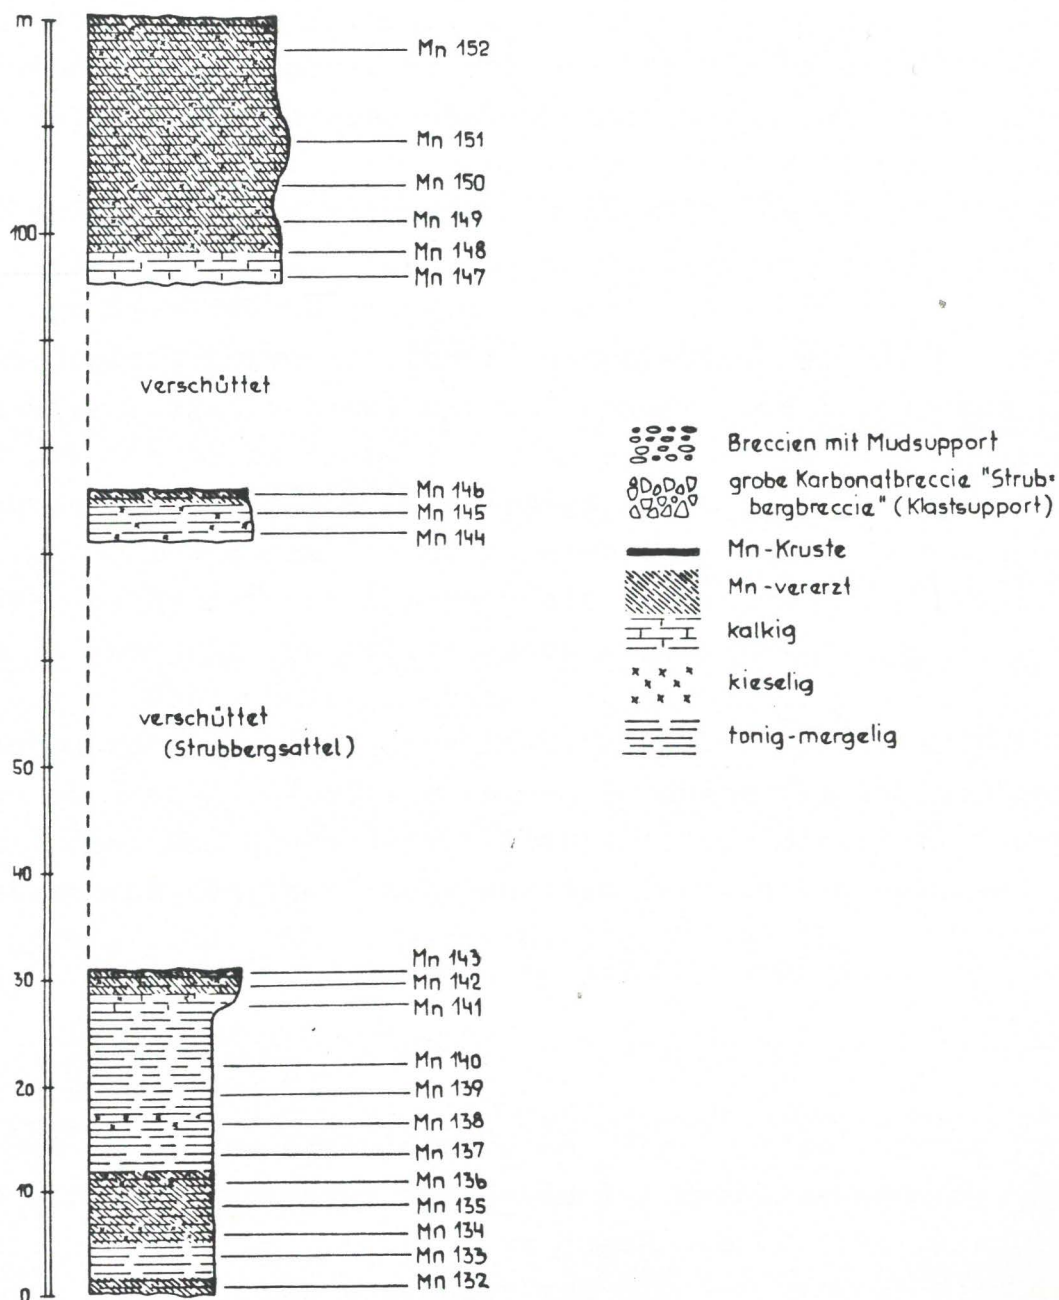 m
Mn 152
Mn 151
Mn 150
Mn 149
100
Mn 148
Mn 147
verschüttet
Mn 146
Mn 145
Mn 144
verschüttet
(Strubbergsattel)
50
40
Mn 143
30
Mn 142
Mn 141
Mn 140
20
Mn 139
Mn 138
Mn 137
10
Mn 136
Mn 135
Mn 134
Mn 133
Mn 132
0
Breccien mit Mudsupport
grobe Karbonatbreccie "Strub=
bergbreccie" (Klastsupport)
Mn-Kruste
Mn-vererzt
kalkig
kieselig
tonig-mergelig